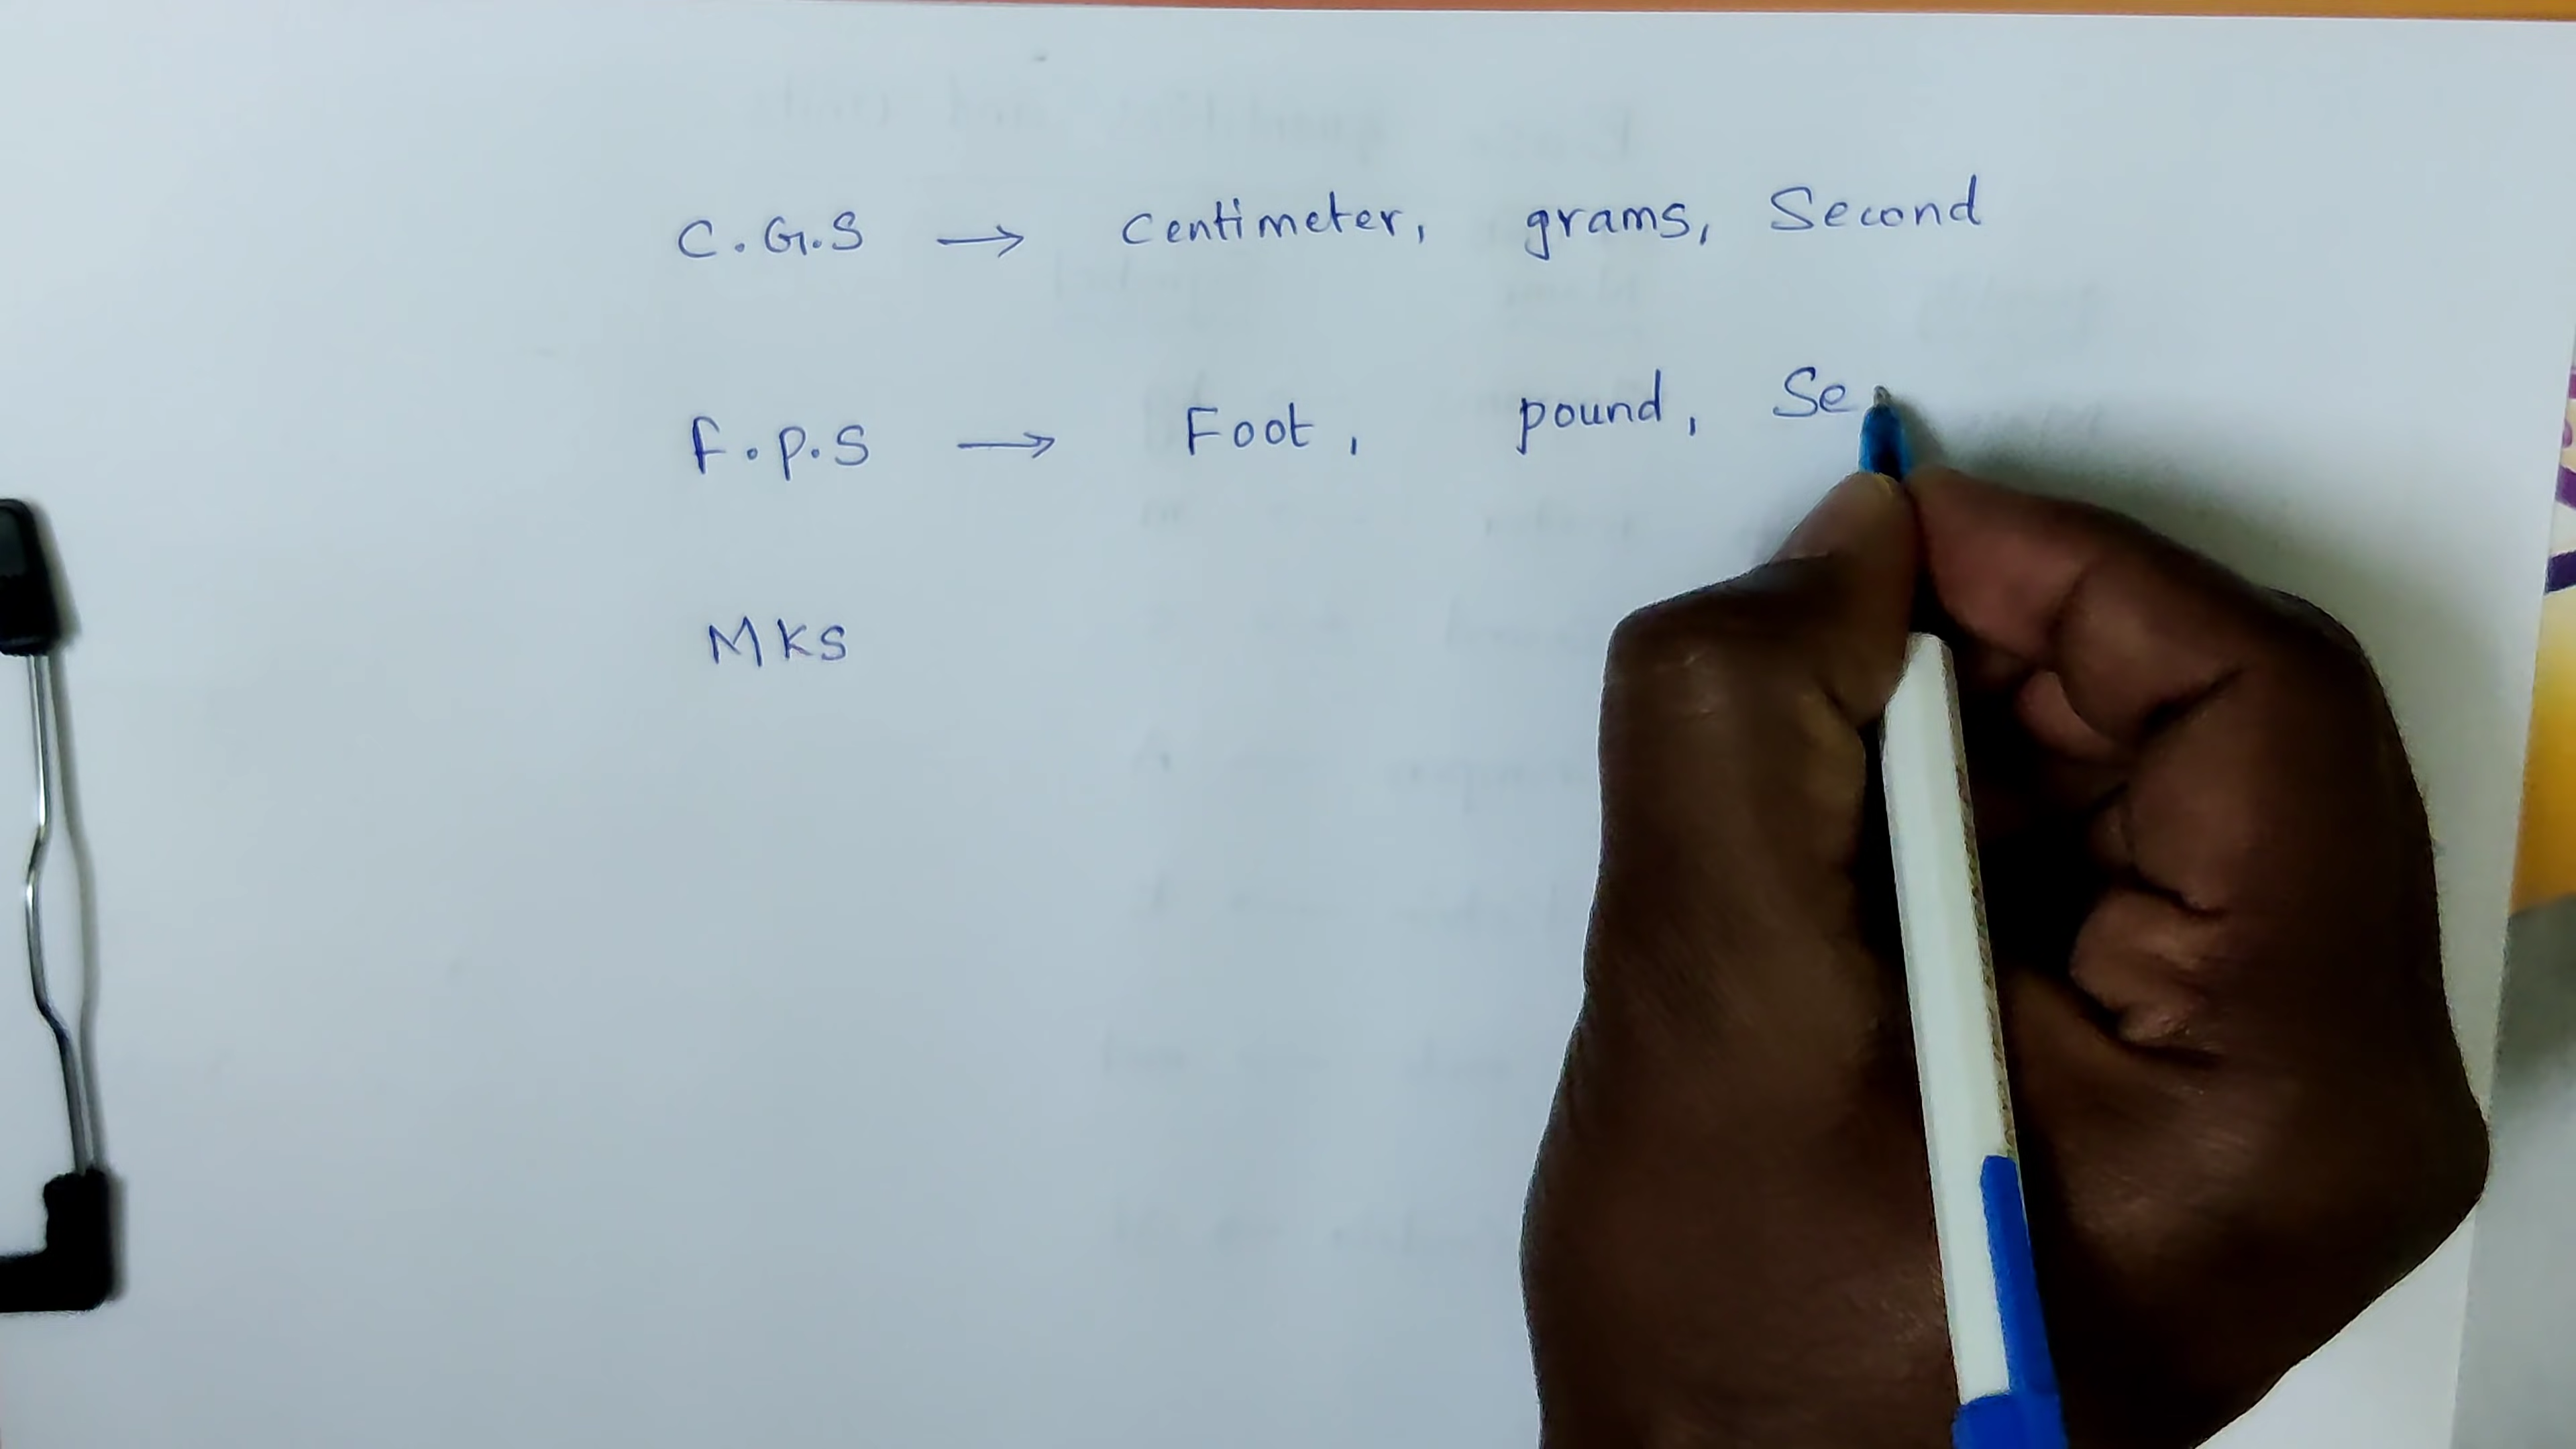 C.G.S → Centimeter, grams, Second
F.P.S → Foot, pound, Se
MKS